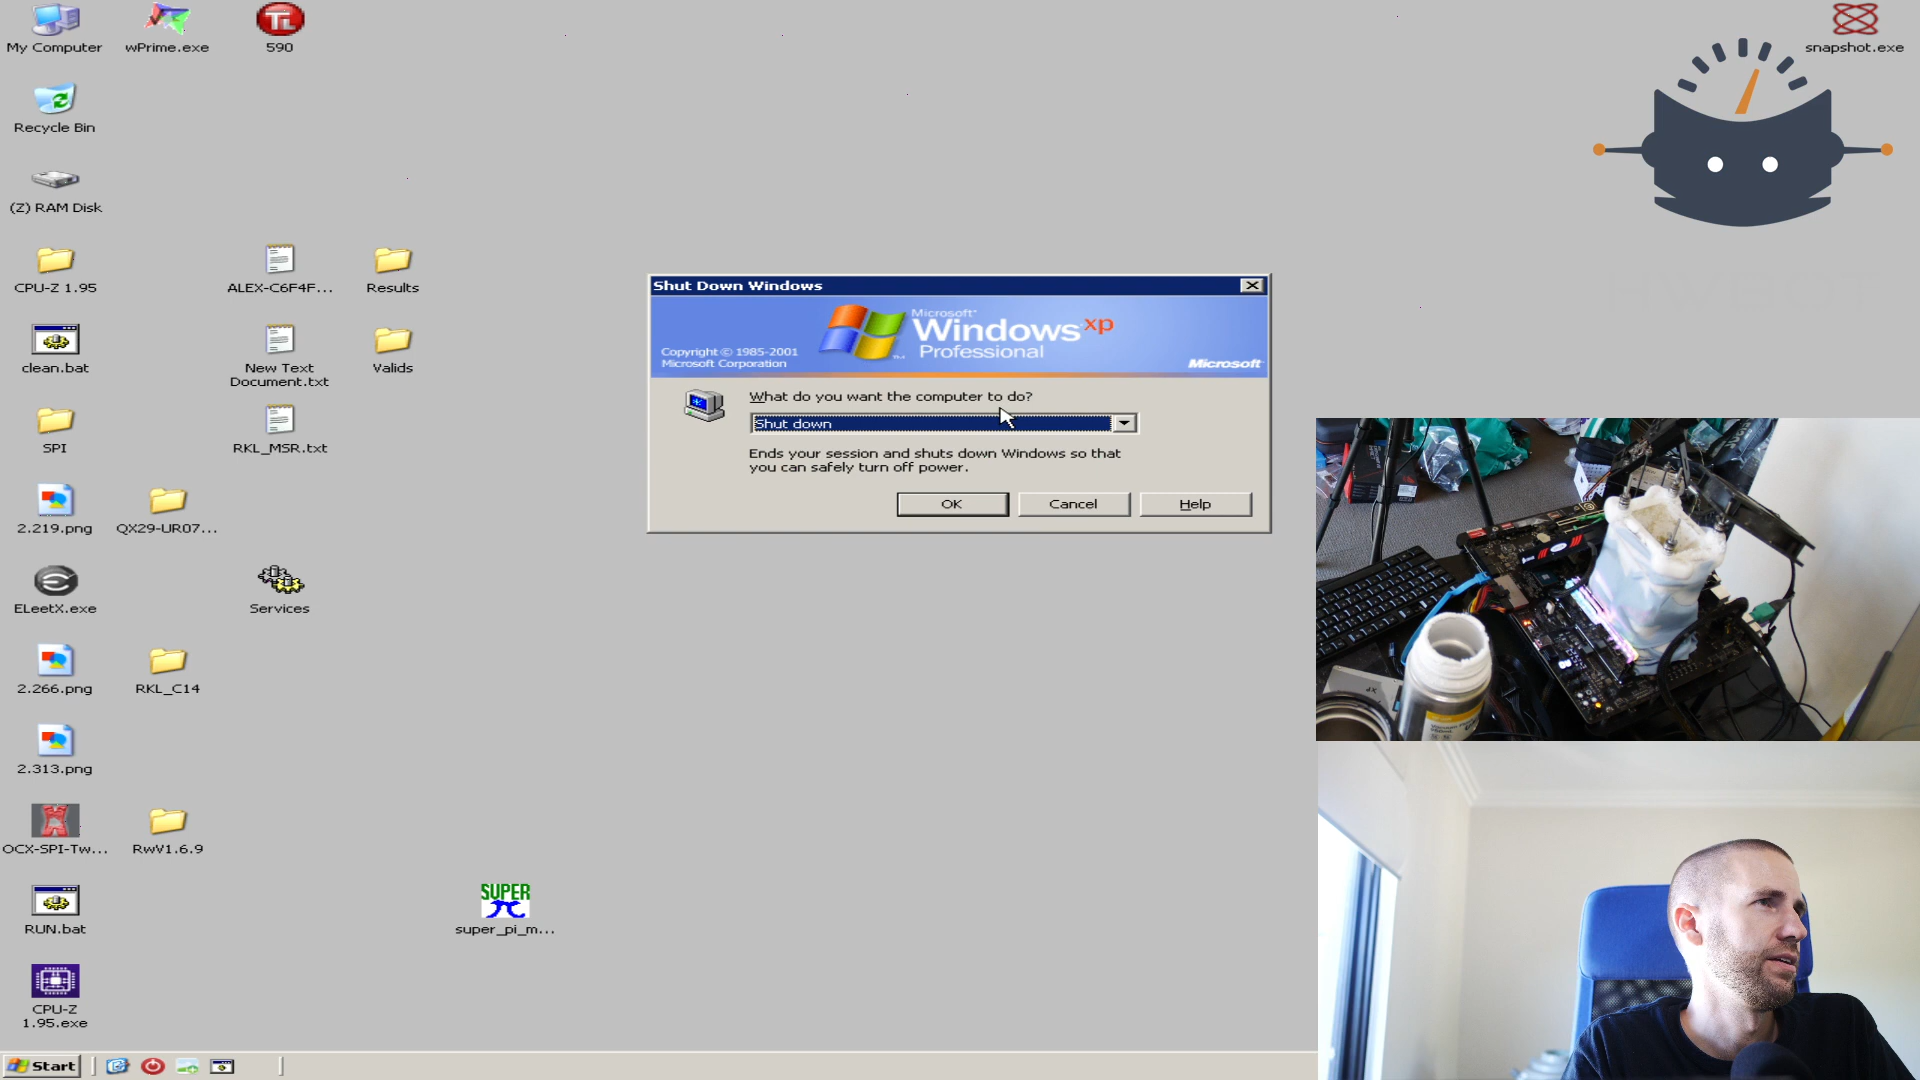 My Computer
wPrime.exe
590
snapshot.exe
Recycle Bin
(Z) RAM Disk
CPU-Z 1.95
ALEX-C6F4F...
Results
clean.bat
New Text
Document.txt
Valids
SPI
RKL_MSR.txt
2.219.png
QX29-UR07...
ELeetX.exe
Services
2.266.png
RKL_C14
2.313.png
OCX-SPI-Tw...
RwV1.6.9
RUN.bat
SUPER
super_pi_m...
CPU-Z
1.95.exe
Start
Shut Down Windows
Microsoft
Windows xp
Professional
Copyright © 1985-2001
Microsoft Corporation
Microsoft
What do you want the computer to do?
Shut down
Ends your session and shuts down Windows so that
you can safely turn off power.
OK
Cancel
Help